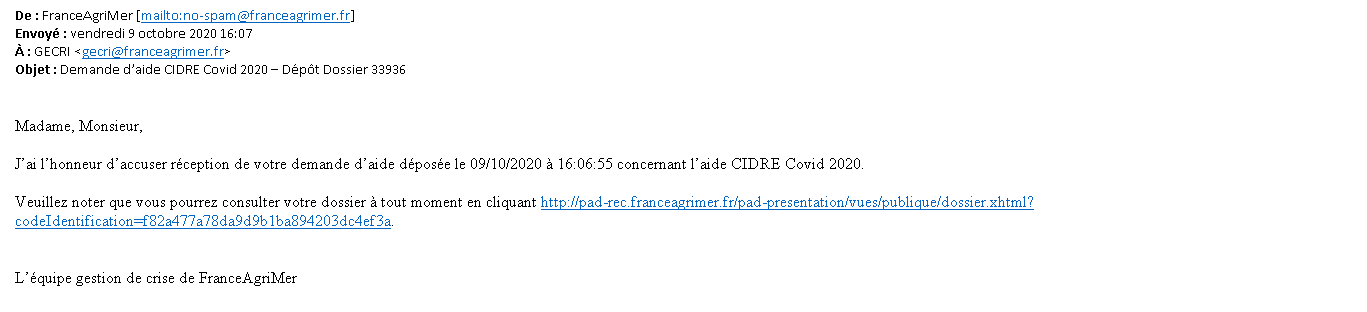 De : FranceAgriMer [mailto:no-spam@franceagrimer.fr]
Envoyé : vendredi 9 octobre 2020 16:07
À : GECRI <gecri@franceagrimer.fr>
Objet : Demande d’aide CIDRE Covid 2020 – Dépôt Dossier 33936
Madame, Monsieur,
J’ai l’honneur d’accuser réception de votre demande d’aide déposée le 09/10/2020 à 16:06:55 concernant l’aide CIDRE Covid 2020.
Veuillez noter que vous pourrez consulter votre dossier à tout moment en cliquant http://pad-rec.franceagrimer.fr/pad-presentation/vues/publique/dossier.xhtml?
codeIdentification=f82a477a78da9d9b1ba894203dc4ef3a.
L’équipe gestion de crise de FranceAgriMer